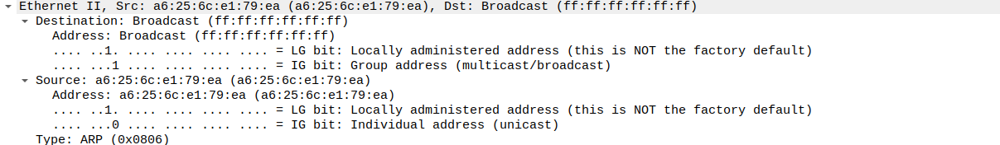 Ethernet II, Src: a6:25:6c:e1:79:ea (a6:25:6c:e1:79:ea), Dst: Broadcast (ff:ff:ff:ff:ff:ff)
Destination: Broadcast (ff:ff:ff:ff:ff:ff)
Address: Broadcast (ff:ff:ff:ff:ff:ff)
.... ..1. .... .... .... .... = LG bit: Locally administered address (this is NOT the factory default)
.... ...1 .... .... .... .... = IG bit: Group address (multicast/broadcast)
Source: a6:25:6c:e1:79:ea (a6:25:6c:e1:79:ea)
Address: a6:25:6c:e1:79:ea (a6:25:6c:e1:79:ea)
.... ..1. .... .... .... .... = LG bit: Locally administered address (this is NOT the factory default)
.... ...0 .... .... .... .... = IG bit: Individual address (unicast)
Type: ARP (0x0806)